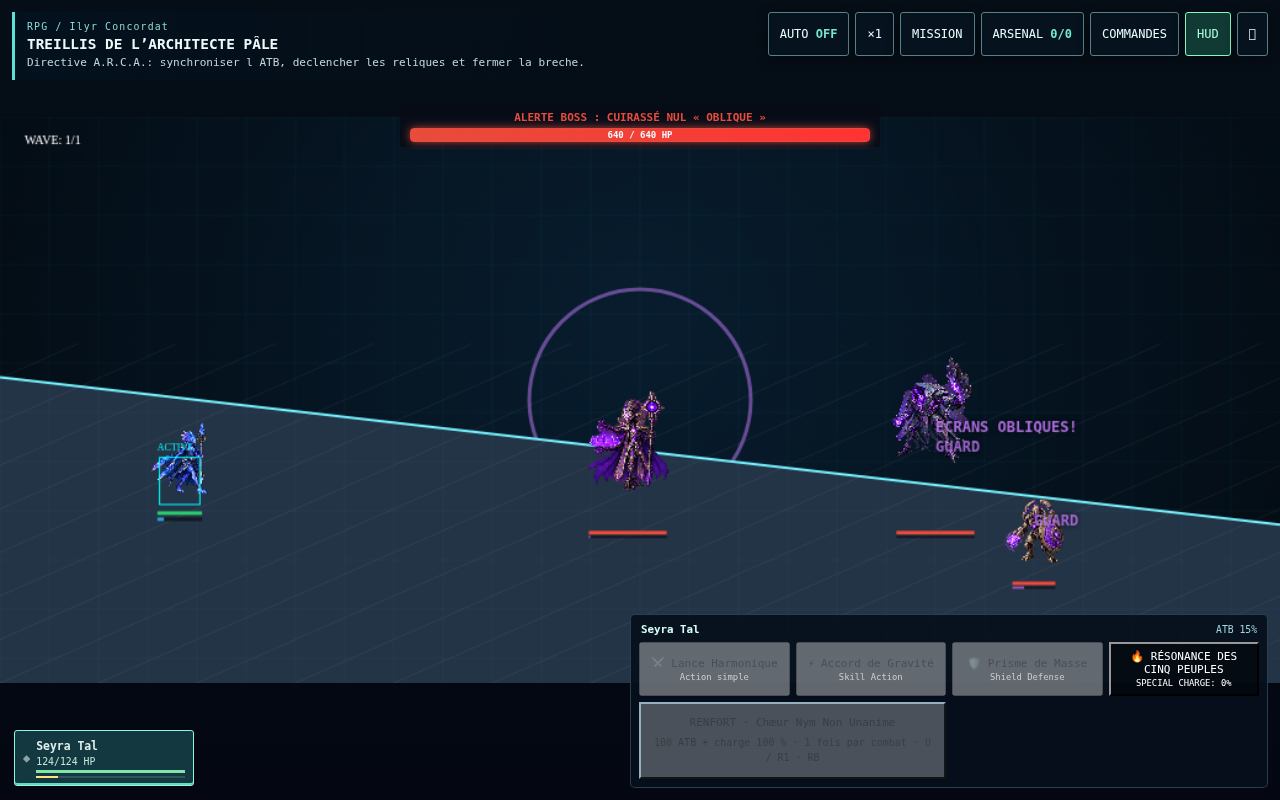 RPG / Ilyr Concordat
TREILLIS DE L’ARCHITECTE PÂLE
Directive A.R.C.A.: synchroniser l ATB, declencher les reliques et fermer la breche.
AUTO OFF
×1
MISSION
ARSENAL 0/0
COMMANDES
HUD
ALERTE BOSS : CUIRASSÉ NUL « OBLIQUE »
640 / 640 HP
WAVE: 1/1
ACTIVE
ÉCRANS OBLIQUES!
GUARD
GUARD
Seyra Tal
ATB 15%
⚔ Lance Harmonique
Action simple
⚡ Accord de Gravité
Skill Action
🛡 Prisme de Masse
Shield Defense
🔥 RÉSONANCE DES
CINQ PEUPLES
SPECIAL CHARGE: 0%
RENFORT · Chœur Nym Non Unanime
100 ATB + charge 100 % · 1 fois par combat · U
/ R1 · RB
Seyra Tal
124/124 HP